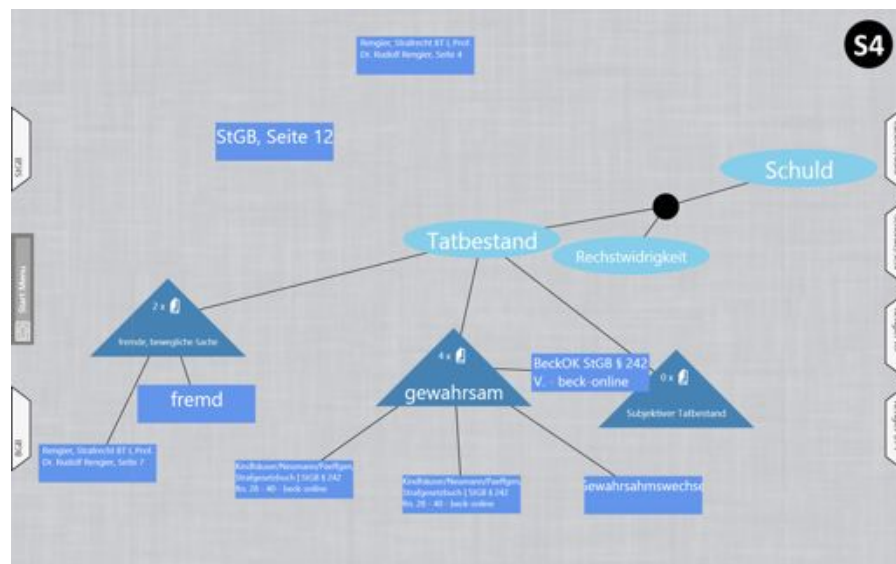 Rengier, Strafrecht BT I, Prof.
Dr. Rudolf Rengier, Seite 4
S4
StGB, Seite 12
StGB
Schuld
Tatbestand
Rechstwidrigkeit
Start Menu
2 x
fremde, bewegliche Sache
4 x
gewahrsam
BeckOK StGB § 242
V. - beck-online
0 x
Subjektiver Tatbestand
fremd
BGB
Rengier, Strafrecht BT I, Prof.
Dr. Rudolf Rengier, Seite 7
Kindhäuser/Neumann/Paeffgen,
Strafgesetzbuch | StGB § 242
Rn. 28 - 40 - beck-online
Kindhäuser/Neumann/Paeffgen,
Strafgesetzbuch | StGB § 242
Rn. 28 - 40 - beck-online
Gewahrsahmswechse